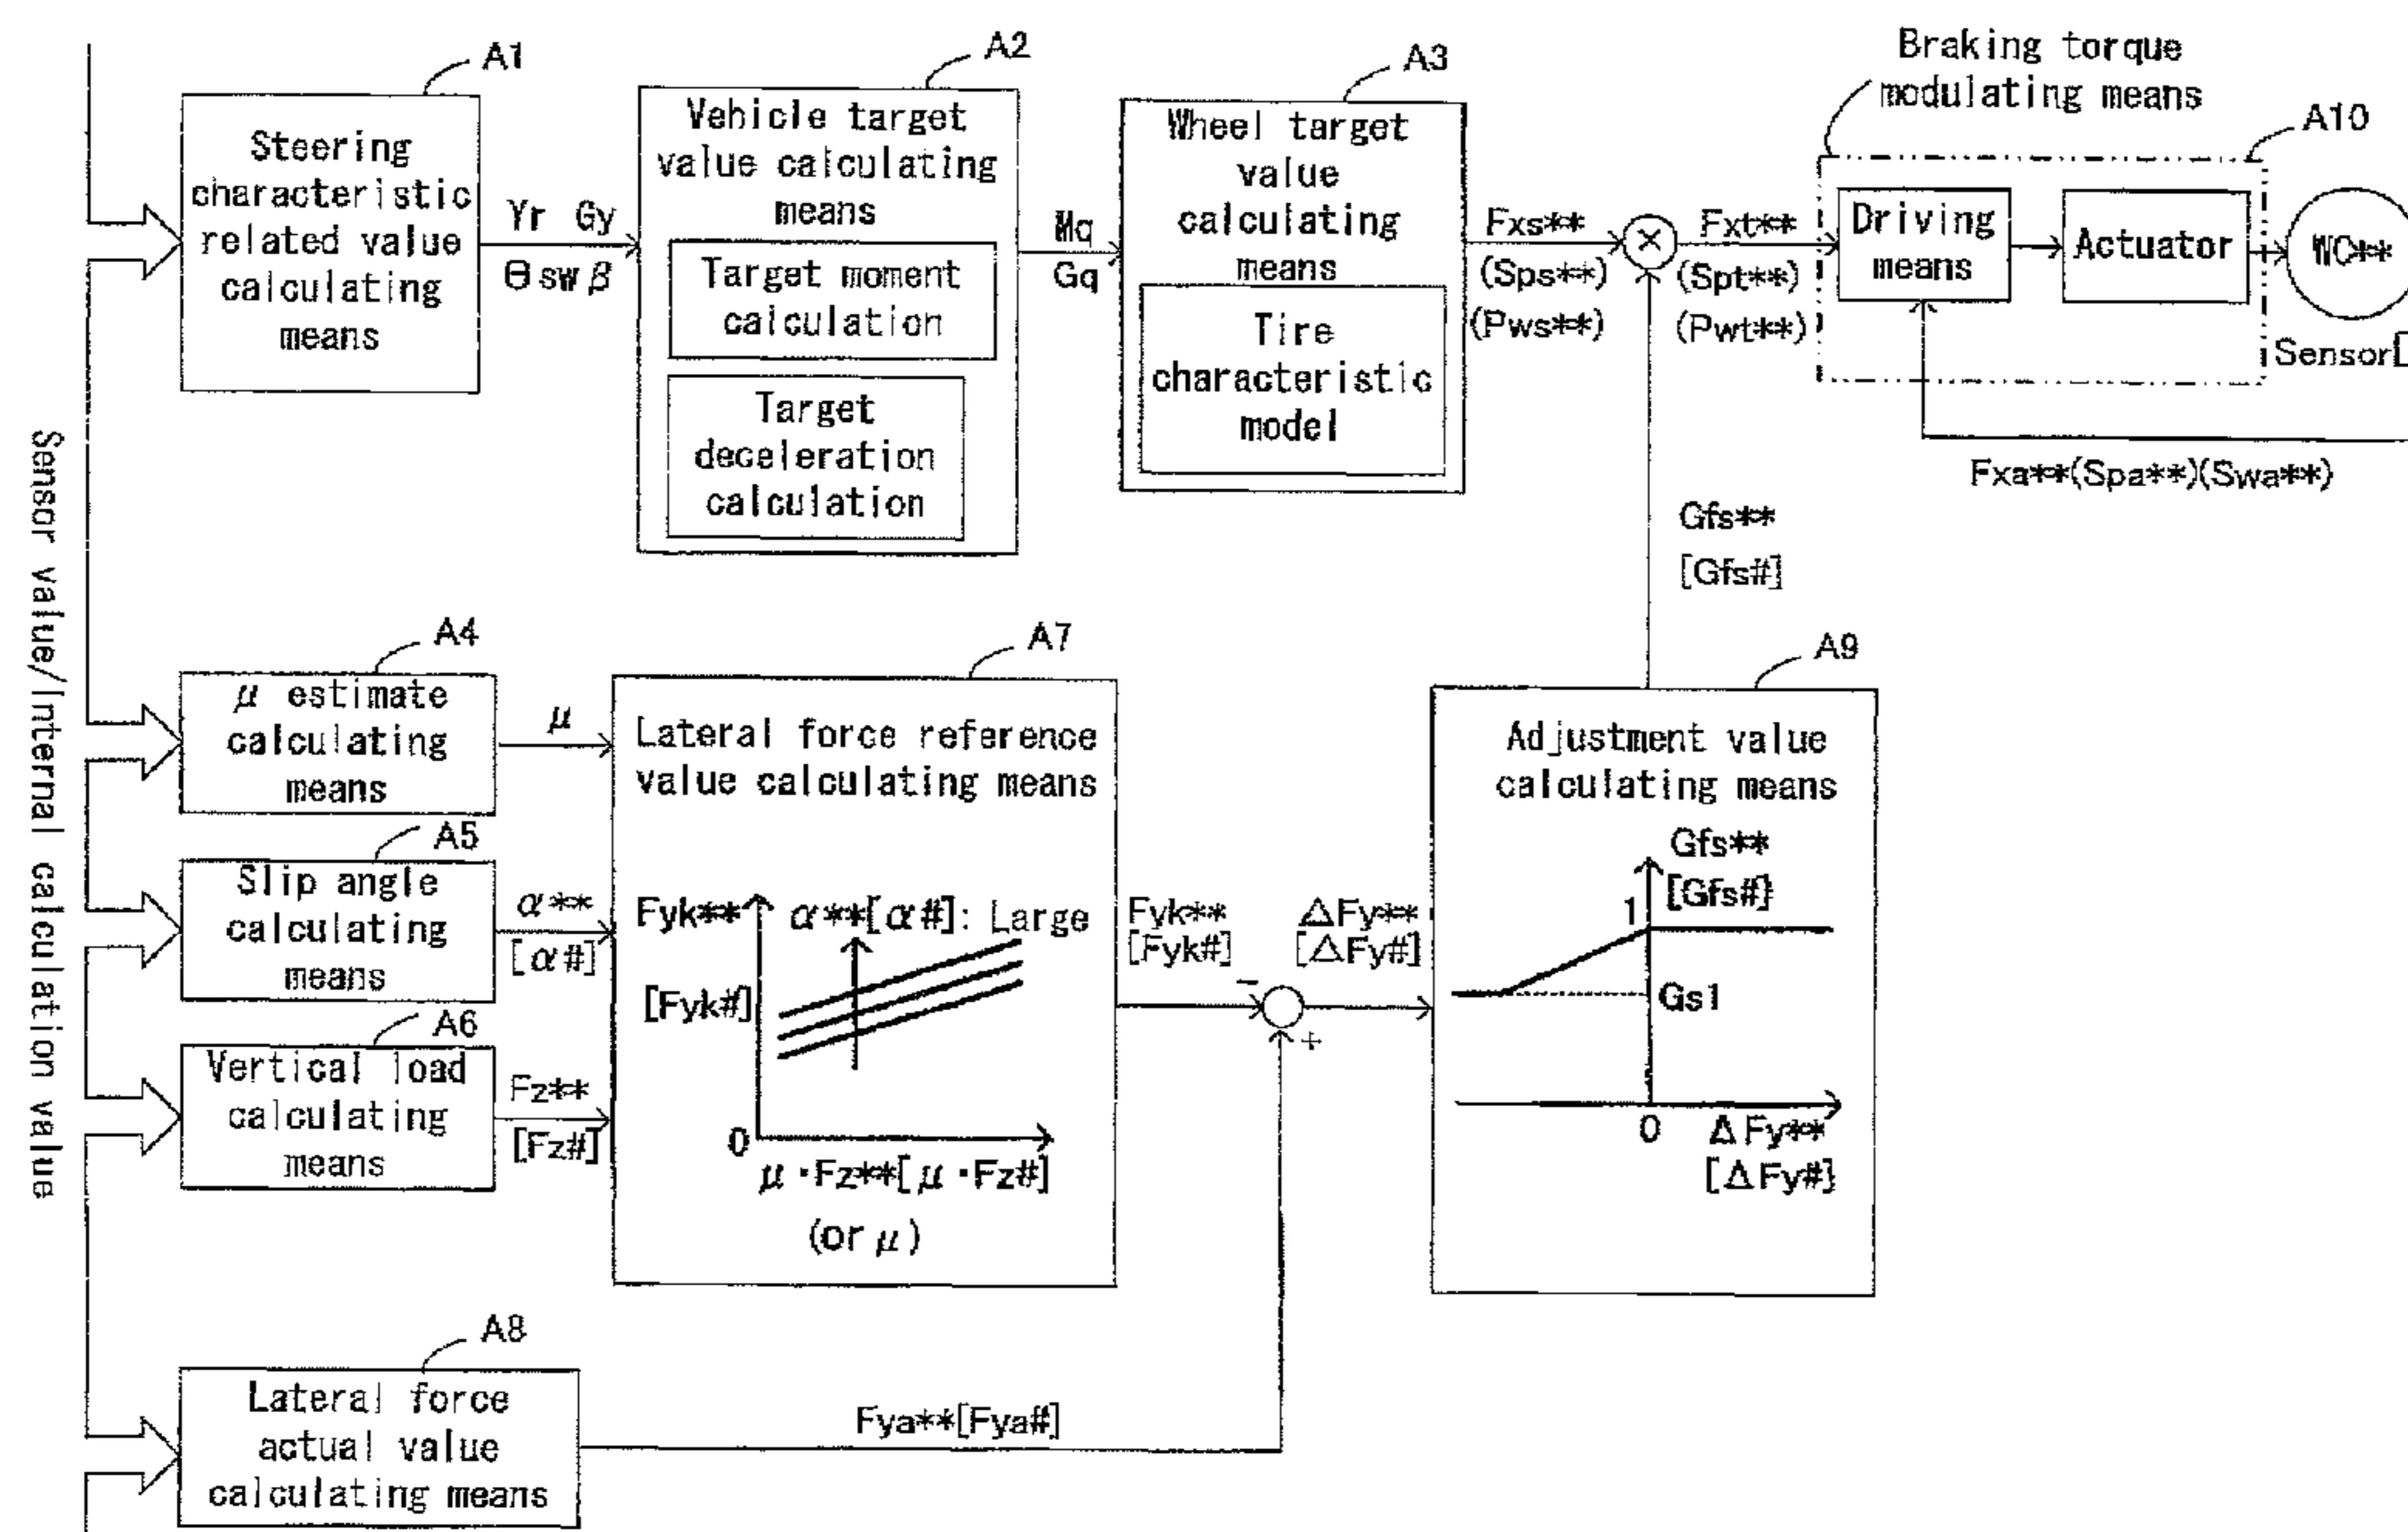 A1
Steering
characteristic
related value
calculating
means
Yr Gy
θsw β
A2
Vehicle target
value calculating
means
Target moment
calculation
Target
deceleration
calculation
Mq
Gq
A3
Wheel target
value
calculating
means
Tire
characteristic
model
Fxs**
(Sps**)
(Pws**)
×
Fxt**
(Spt**)
(Pwt**)
Braking torque
modulating means
A10
Driving
means
Actuator
WC**
Sensor
Fxa**(Spa**)(Swa**)
Gfs**
[Gfs#]
Sensor value/Internal calculation value
A4
μ estimate
calculating
means
μ
A5
Slip angle
calculating
means
α**
[α#]
A6
Vertical load
calculating
means
Fz**
[Fz#]
A7
Lateral force reference
value calculating means
Fyk**
[Fyk#]
α**[α#]: Large
0
μ・Fz**[μ・Fz#]
(or μ)
Fyk**
[Fyk#]
-
+
ΔFy**
[ΔFy#]
A9
Adjustment value
calculating means
Gfs**
[Gfs#]
1
Gs1
0
ΔFy**
[ΔFy#]
A8
Lateral force
actual value
calculating means
Fya**[Fya#]